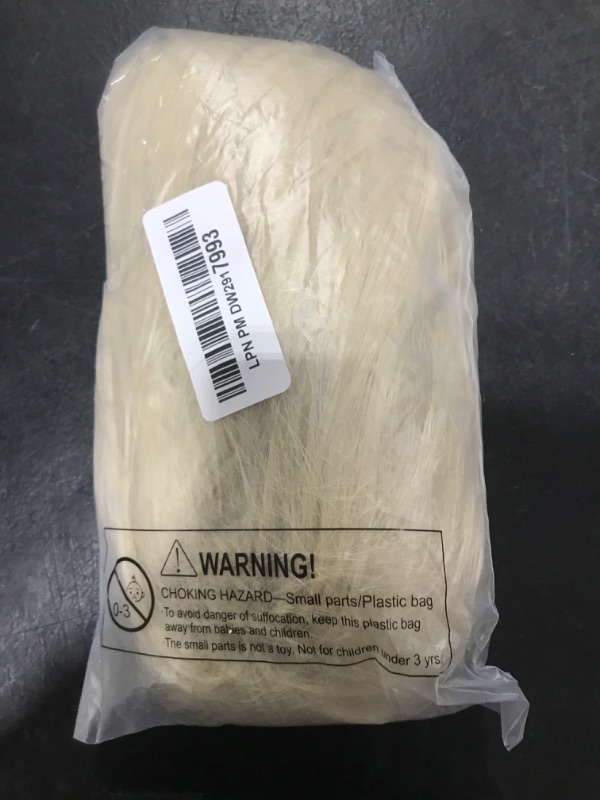 LPN PM DW2917993
WARNING!
CHOKING HAZARD—Small parts/Plastic bag
·To avoid danger of suffocation, keep this plastic bag
away from babies and children.
·The small parts is not a toy. Not for children under 3 yrs.
0-3